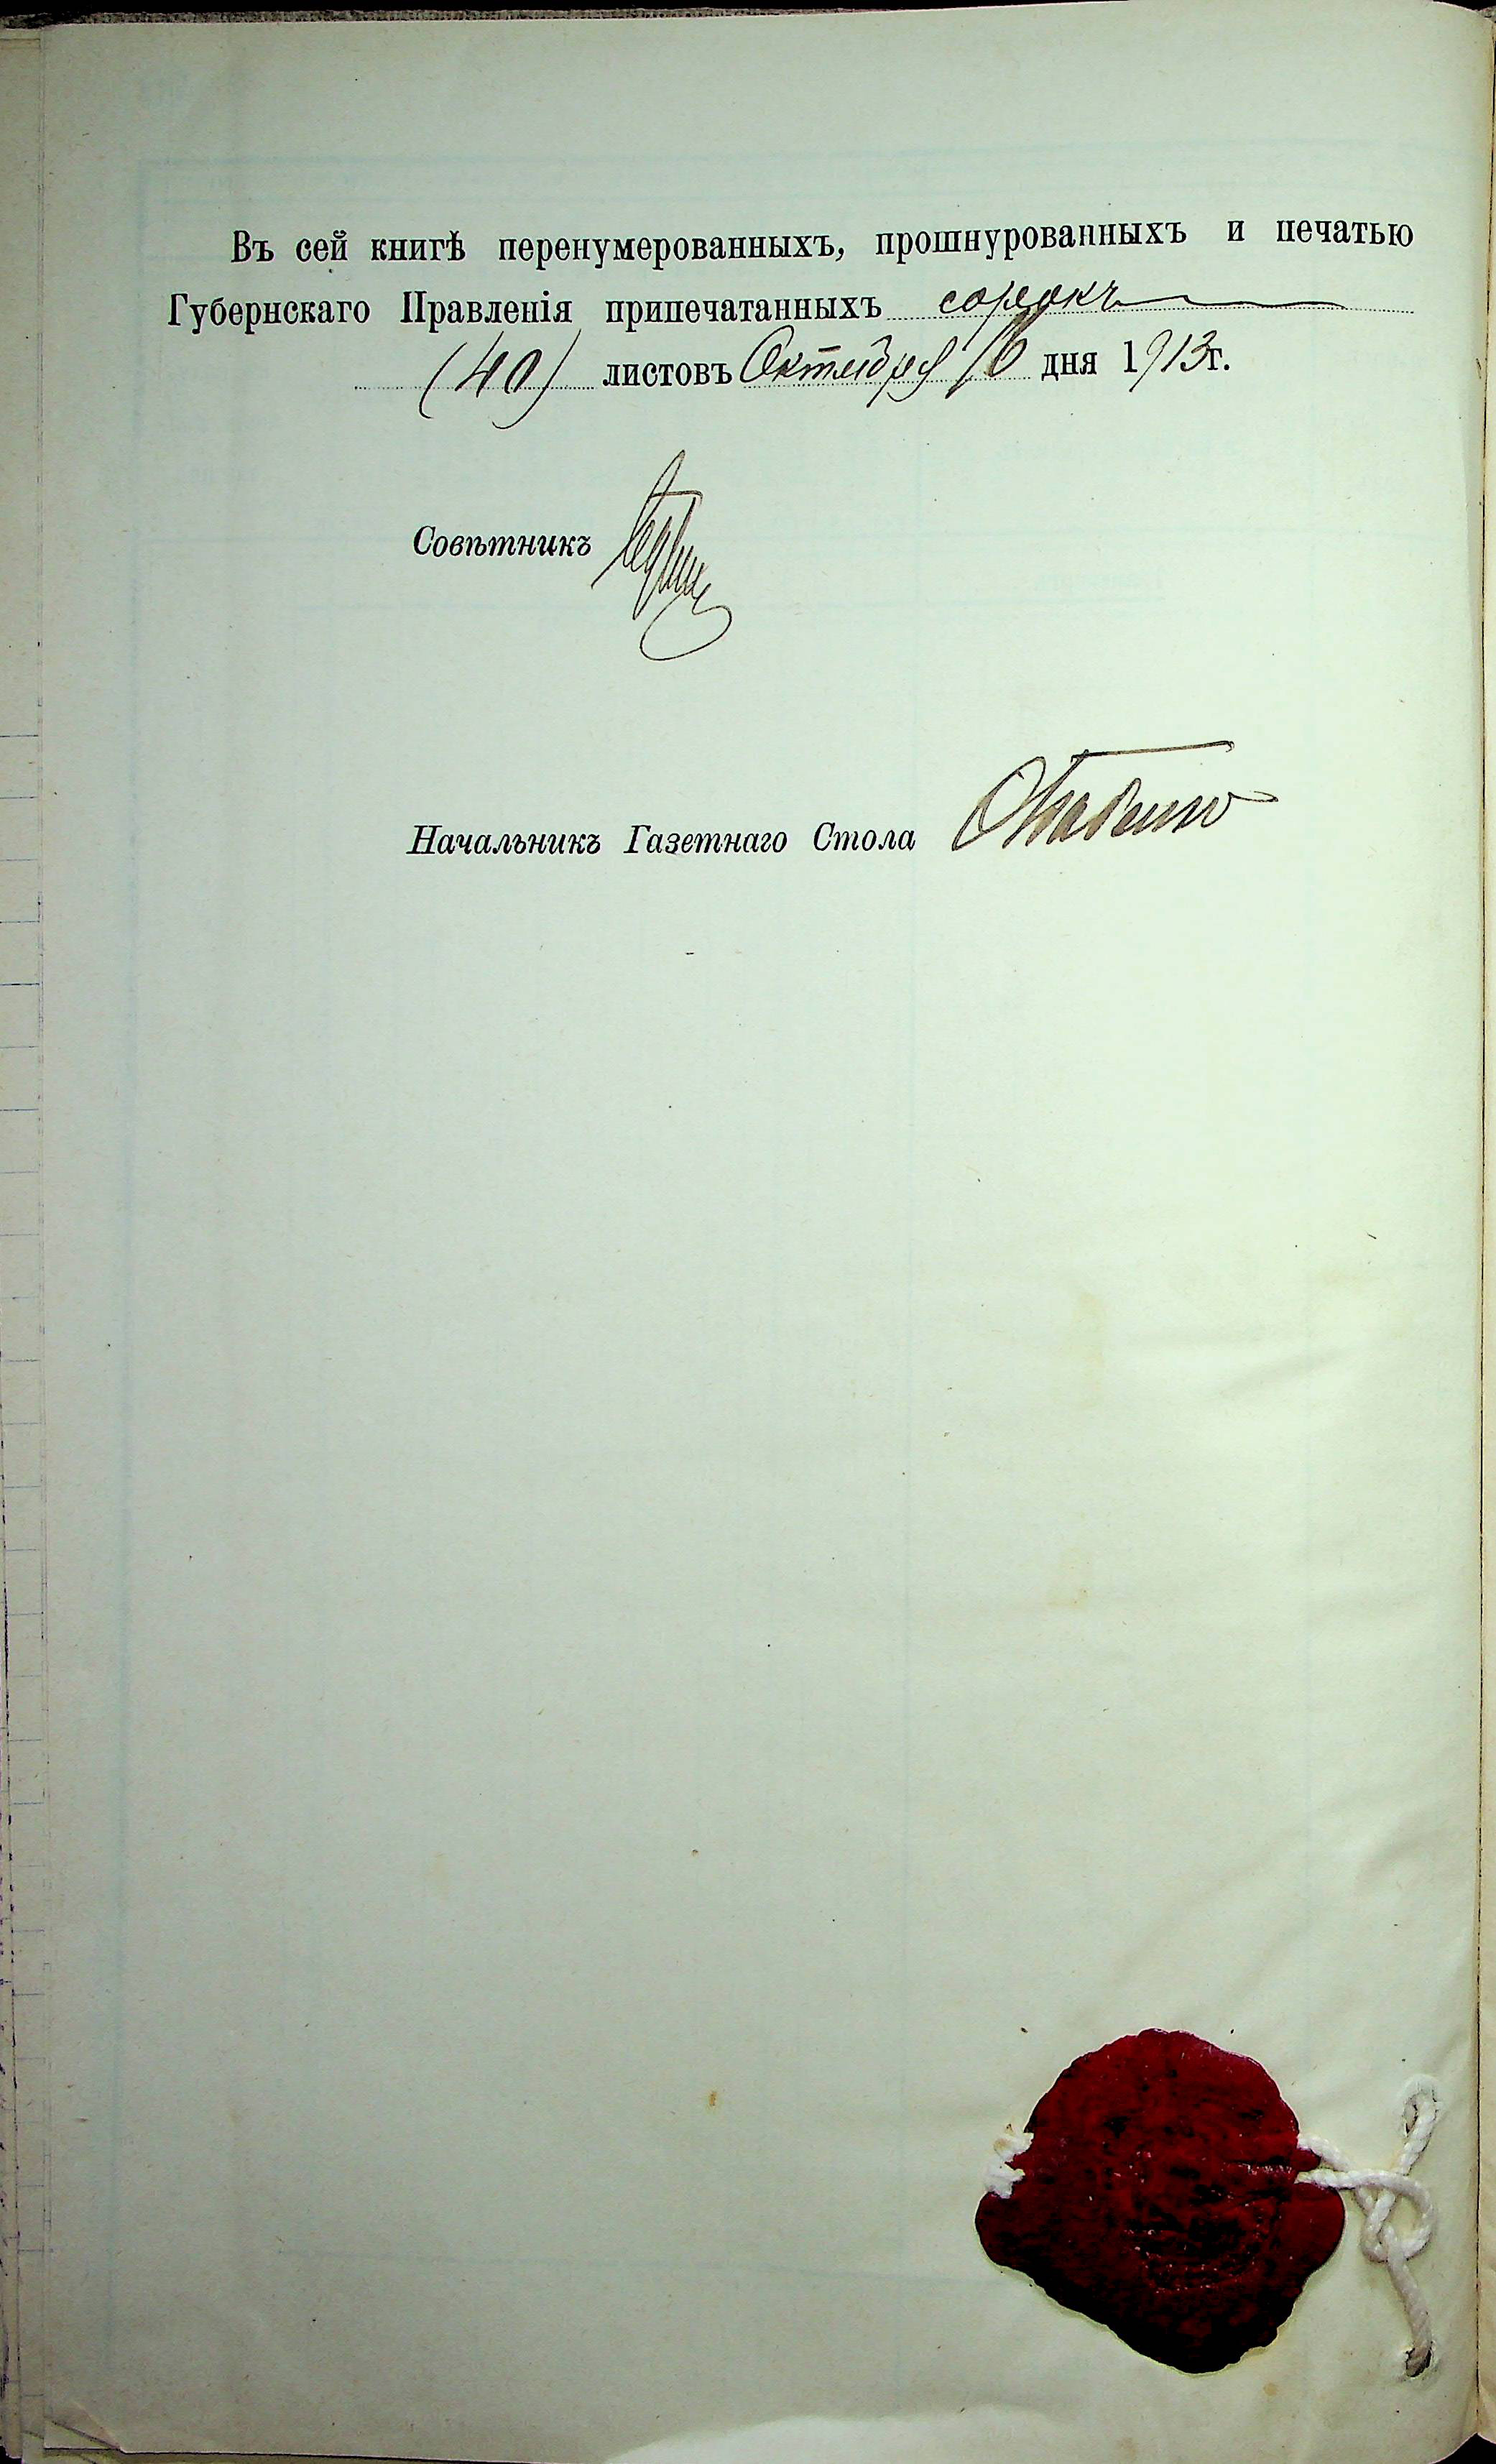 Въ сей книгѣ перенумерованныхъ, прошнурованныхъ и печатью
Губернскаго Правленія припечатанныхъ сорокъ
(40) листовъ Октября 16 дня 1913г.
Совѣтникъ
Начальникъ Газетнаго Стола